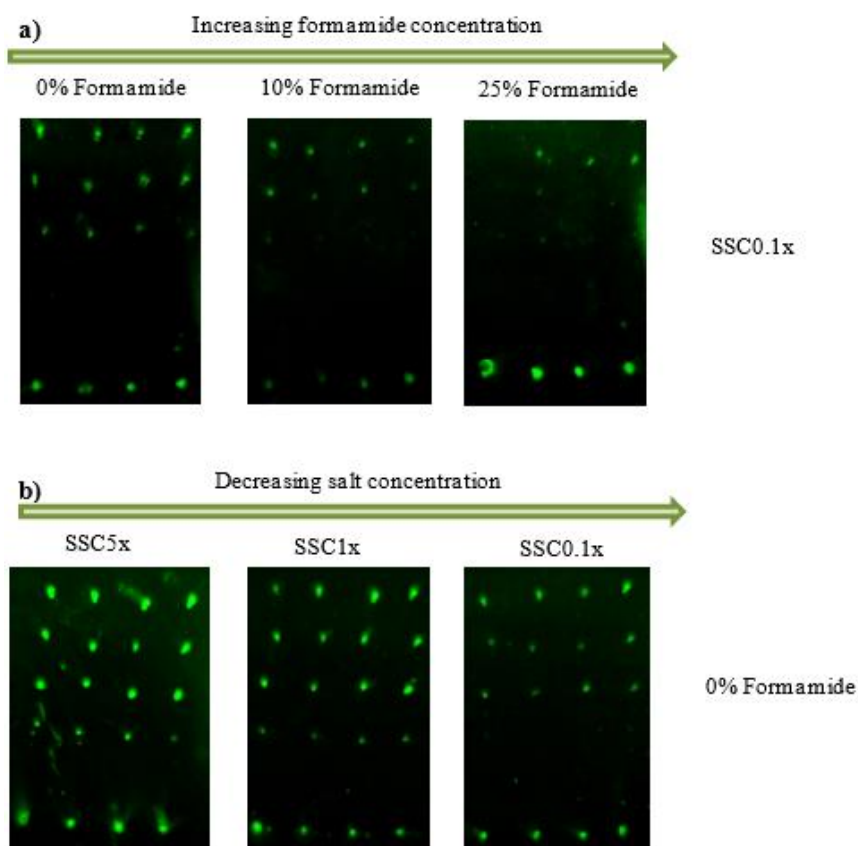 a)
Increasing formamide concentration
0% Formamide 10% Formamide 25% Formamide
SSC0.1x
b)
Decreasing salt concentration
SSC5x SSC1x SSC0.1x
0% Formamide